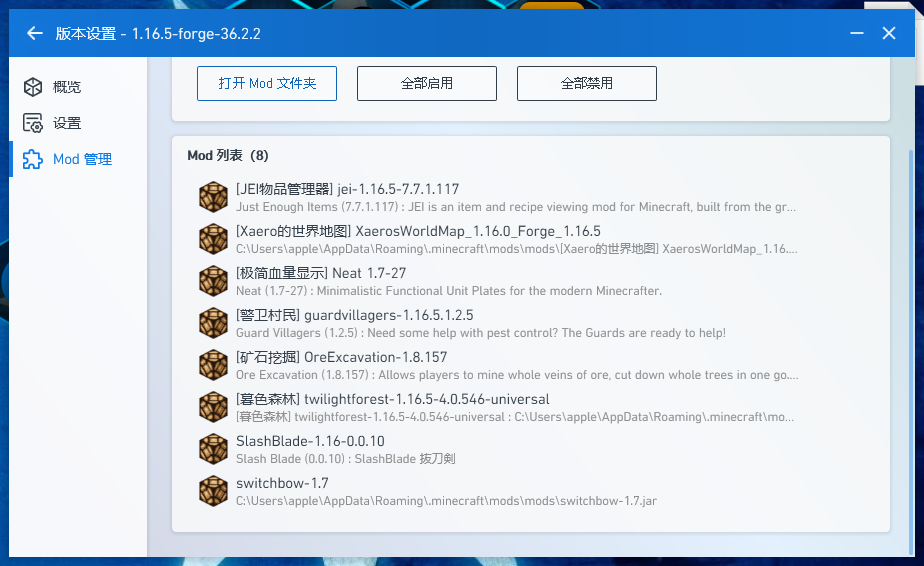 版本设置 - 1.16.5-forge-36.2.2
概览
设置
Mod 管理
打开 Mod 文件夹
全部启用
全部禁用
Mod 列表 (8)
[JEI物品管理器] jei-1.16.5-7.7.1.117
Just Enough Items (7.7.1.117) : JEI is an item and recipe viewing mod for Minecraft, built from the gr...
[Xaero的世界地图] XaerosWorldMap_1.16.0_Forge_1.16.5
C:\Users\apple\AppData\Roaming\.minecraft\mods\mods\[Xaero的世界地图] XaerosWorldMap_1.16....
[极简血量显示] Neat 1.7-27
Neat (1.7-27) : Minimalistic Functional Unit Plates for the modern Minecrafter.
[警卫村民] guardvillagers-1.16.5.1.2.5
Guard Villagers (1.2.5) : Need some help with pest control? The Guards are ready to help!
[矿石挖掘] OreExcavation-1.8.157
Ore Excavation (1.8.157) : Allows players to mine whole veins of ore, cut down whole trees in one go....
[暮色森林] twilightforest-1.16.5-4.0.546-universal
[暮色森林] twilightforest-1.16.5-4.0.546-universal : C:\Users\apple\AppData\Roaming\.minecraft\mo...
SlashBlade-1.16-0.0.10
Slash Blade (0.0.10) : SlashBlade 拔刀剣
switchbow-1.7
C:\Users\apple\AppData\Roaming\.minecraft\mods\mods\switchbow-1.7.jar